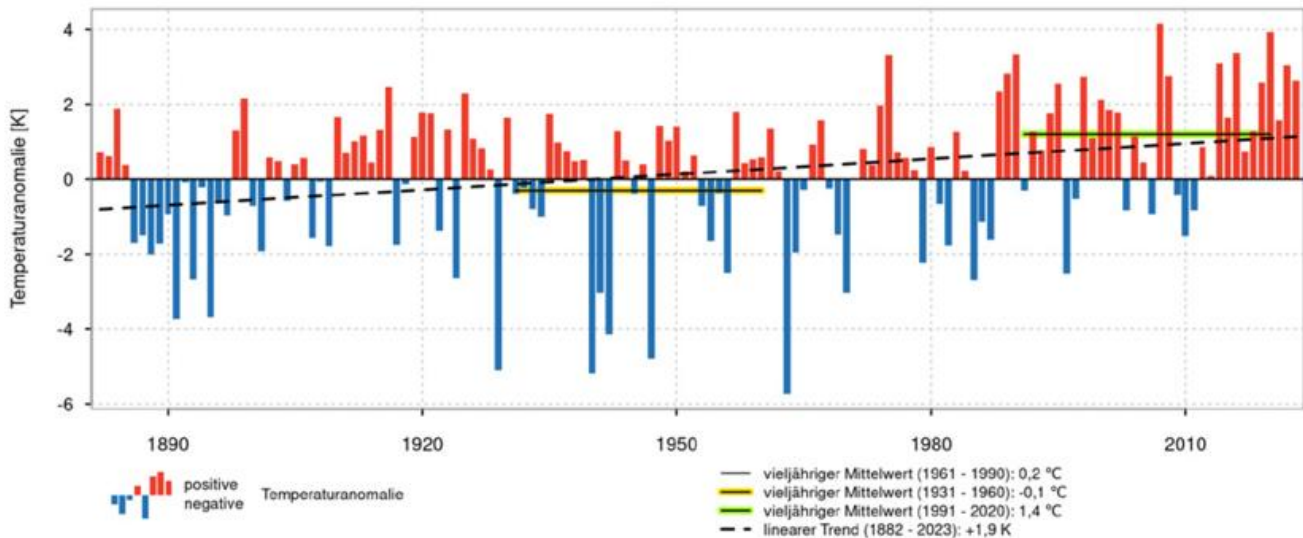 Temperaturanomalie [K]
4
2
0
-2
-4
-6
1890 1920 1950 1980 2010
positive
negative
Temperaturanomalie
vieljähriger Mittelwert (1961 - 1990): 0,2 °C
vieljähriger Mittelwert (1931 - 1960): -0,1 °C
vieljähriger Mittelwert (1991 - 2020): 1,4 °C
linearer Trend (1882 - 2023): +1,9 K